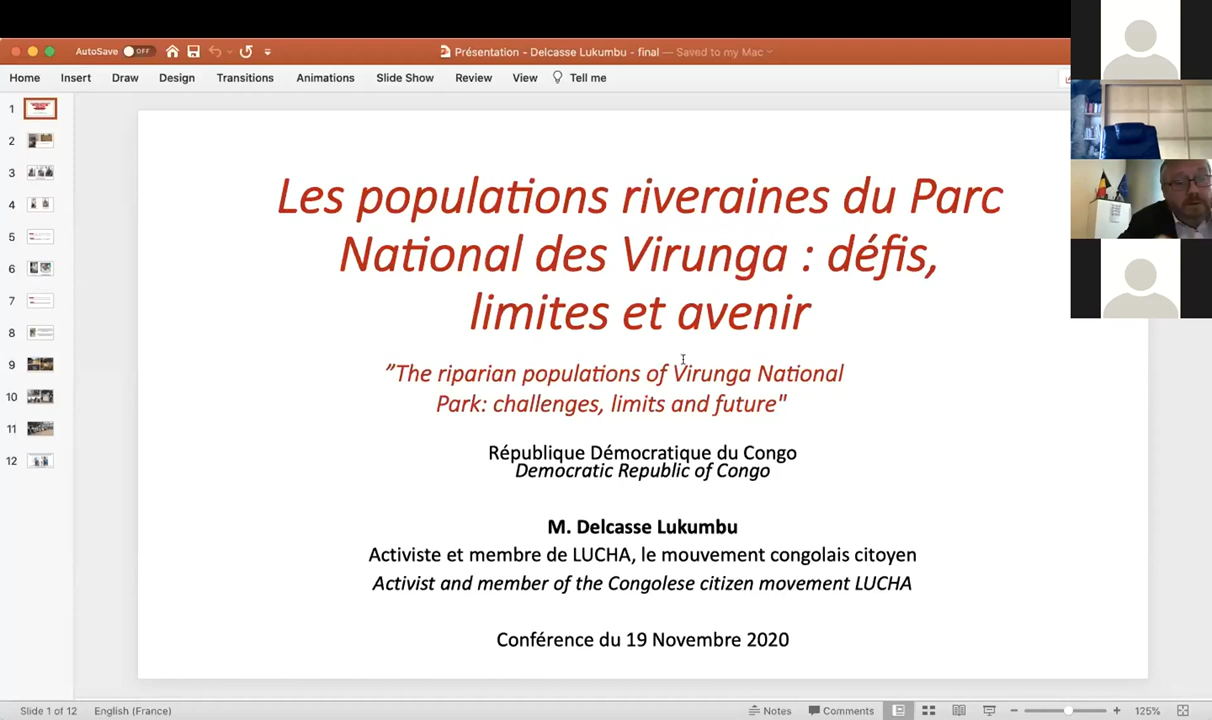 AutoSave OFF
Présentation - Delcasse Lukumbu - final — Saved to my Mac
Home Insert Draw Design Transitions Animations Slide Show Review View Tell me
1
2
3
4
5
6
7
8
9
10
11
12
Les populations riveraines du Parc
National des Virunga : défis,
limites et avenir
”The riparian populations of Virunga National
Park: challenges, limits and future"
République Démocratique du Congo
Democratic Republic of Congo
M. Delcasse Lukumbu
Activiste et membre de LUCHA, le mouvement congolais citoyen
Activist and member of the Congolese citizen movement LUCHA
Conférence du 19 Novembre 2020
Slide 1 of 12 English (France) Notes Comments 125%